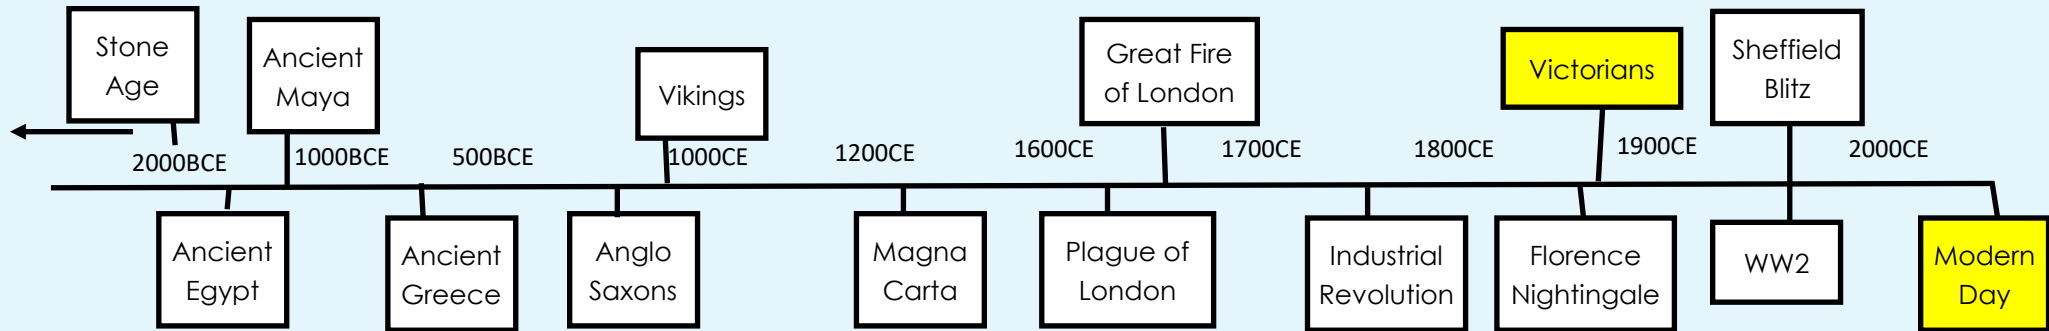 Stone
Age
Ancient
Maya
Vikings
Great Fire
of London
Victorians
Sheffield
Blitz
2000BCE
1000BCE
500BCE
1000CE
1200CE
1600CE
1700CE
1800CE
1900CE
2000CE
Ancient
Egypt
Ancient
Greece
Anglo
Saxons
Magna
Carta
Plague of
London
Industrial
Revolution
Florence
Nightingale
WW2
Modern
Day